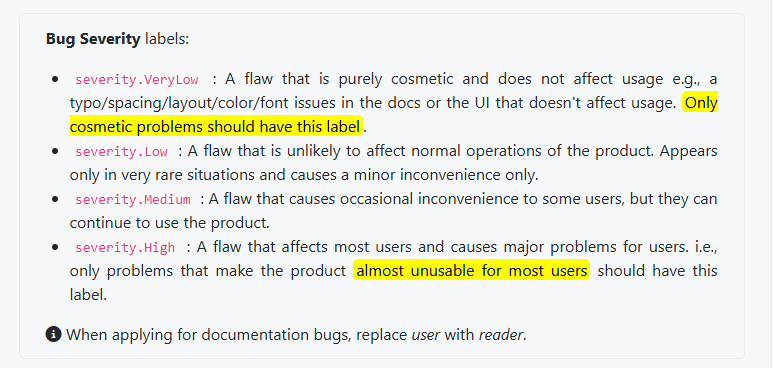 Bug Severity labels:
severity.VeryLow : A flaw that is purely cosmetic and does not affect usage e.g., a
typo/spacing/layout/color/font issues in the docs or the UI that doesn't affect usage. Only
cosmetic problems should have this label.
severity.Low : A flaw that is unlikely to affect normal operations of the product. Appears
only in very rare situations and causes a minor inconvenience only.
severity.Medium : A flaw that causes occasional inconvenience to some users, but they can
continue to use the product.
severity.High : A flaw that affects most users and causes major problems for users. i.e.,
only problems that make the product almost unusable for most users should have this
label.
When applying for documentation bugs, replace user with reader.